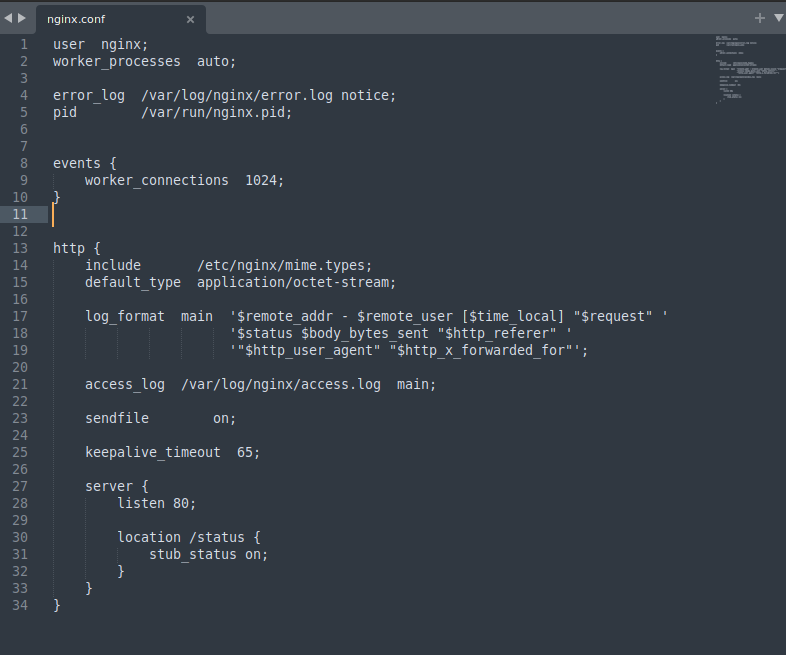 nginx.conf
1 user  nginx;
2 worker_processes  auto;
3
4 error_log  /var/log/nginx/error.log notice;
5 pid        /var/run/nginx.pid;
6
7
8 events {
9     worker_connections  1024;
10 }
11
12
13 http {
14     include       /etc/nginx/mime.types;
15     default_type  application/octet-stream;
16
17     log_format  main  '$remote_addr - $remote_user [$time_local] "$request" '
18                       '$status $body_bytes_sent "$http_referer" '
19                       '"$http_user_agent" "$http_x_forwarded_for"';
20
21     access_log  /var/log/nginx/access.log  main;
22
23     sendfile        on;
24
25     keepalive_timeout  65;
26
27     server {
28         listen 80;
29
30         location /status {
31             stub_status on;
32         }
33     }
34 }